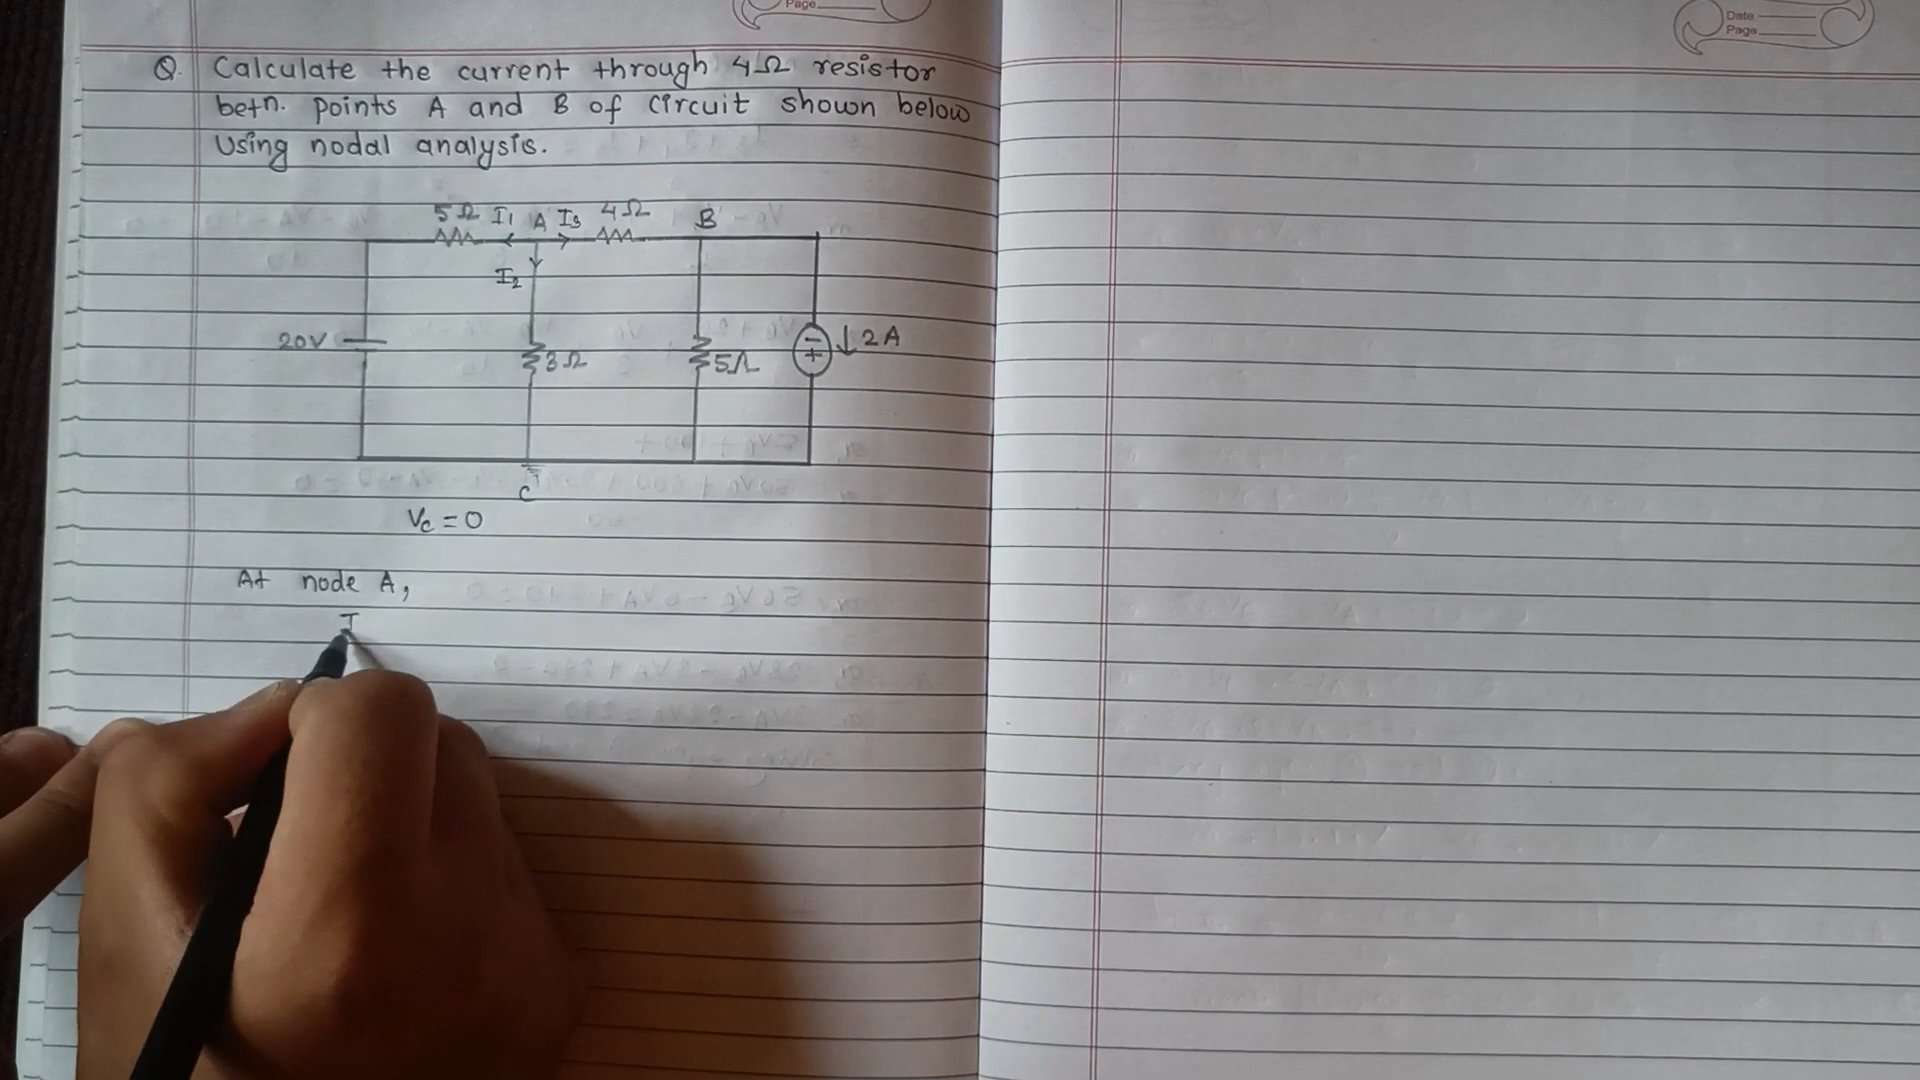 Page
Date
Page
Q. Calculate the current through 4Ω resistor
betn. points A and B of circuit shown below
Using nodal analysis.
5Ω I1 A I3 4Ω B
I2
20V 3Ω 5Ω - + ↓2A
C
Vc = 0
At node A,
I